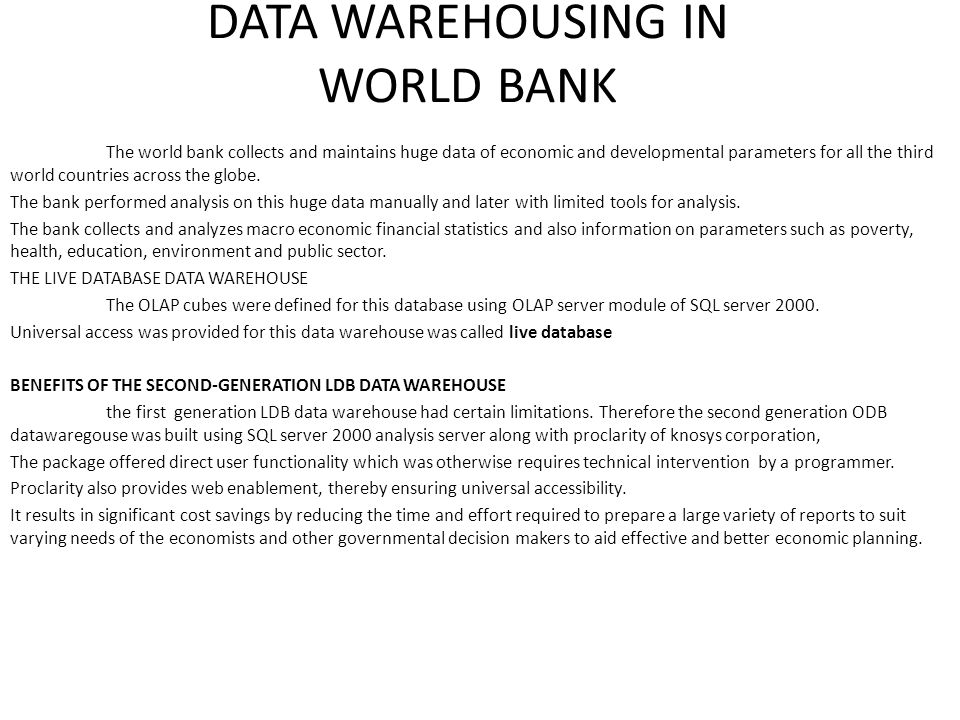 DATA WAREHOUSING IN
WORLD BANK
The world bank collects and maintains huge data of economic and developmental parameters for all the third
world countries across the globe.
The bank performed analysis on this huge data manually and later with limited tools for analysis.
The bank collects and analyzes macro economic financial statistics and also information on parameters such as poverty,
health, education, environment and public sector.
THE LIVE DATABASE DATA WAREHOUSE
The OLAP cubes were defined for this database using OLAP server module of SQL server 2000.
Universal access was provided for this data warehouse was called live database
BENEFITS OF THE SECOND-GENERATION LDB DATA WAREHOUSE
the first generation LDB data warehouse had certain limitations. Therefore the second generation ODB
datawaregouse was built using SQL server 2000 analysis server along with proclarity of knosys corporation,
The package offered direct user functionality which was otherwise requires technical intervention by a programmer.
Proclarity also provides web enablement, thereby ensuring universal accessibility.
It results in significant cost savings by reducing the time and effort required to prepare a large variety of reports to suit
varying needs of the economists and other governmental decision makers to aid effective and better economic planning.